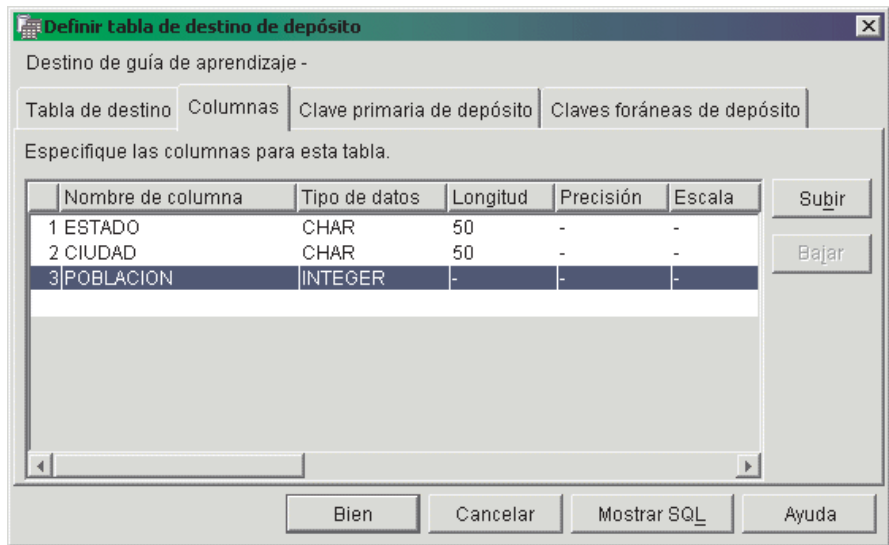 Definir tabla de destino de depósito
Destino de guía de aprendizaje -
Tabla de destino Columnas Clave primaria de depósito Claves foráneas de depósito
Especifique las columnas para esta tabla.
Nombre de columna Tipo de datos Longitud Precisión Escala
1 ESTADO CHAR 50 - -
2 CIUDAD CHAR 50 - -
3 POBLACION INTEGER - - -
Subir
Bajar
Bien Cancelar Mostrar SQL Ayuda